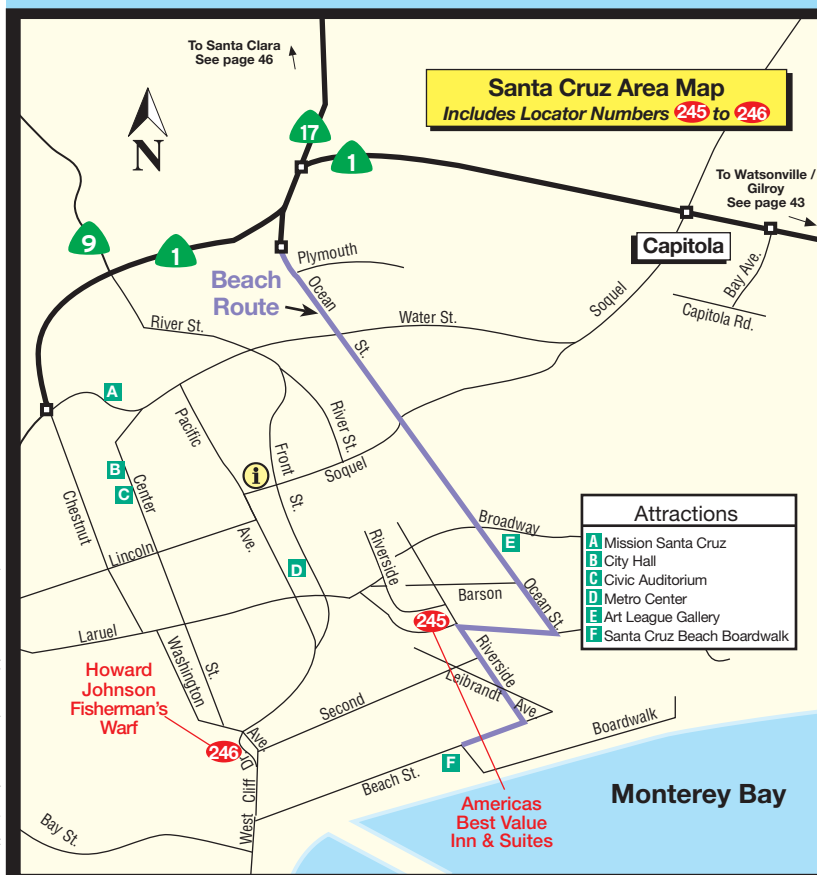 To Santa Clara
See page 46
Santa Cruz Area Map
Includes Locator Numbers 245 to 246
N
17
1
To Watsonville /
Gilroy
See page 43
9
1
Capitola
Plymouth
Beach
Route
Ocean
St.
Bay Ave.
Capitola Rd.
Soquel
River St.
Water St.
A
Pacific
Ave.
River St.
Front
St.
Soquel
i
B
C
Center
St.
Chestnut
Lincoln
D
Broadway
E
Riverside
Barson
Ocean St.
Attractions
A Mission Santa Cruz
B City Hall
C Civic Auditorium
D Metro Center
E Art League Gallery
F Santa Cruz Beach Boardwalk
245
Laruel
Washington
Ave.
Riverside
Ave.
Leibrandt
Second
Howard
Johnson
Fisherman's
Warf
246
Boardwalk
F
Beach St.
West Cliff Dr.
Bay St.
Americas
Best Value
Inn & Suites
Monterey Bay